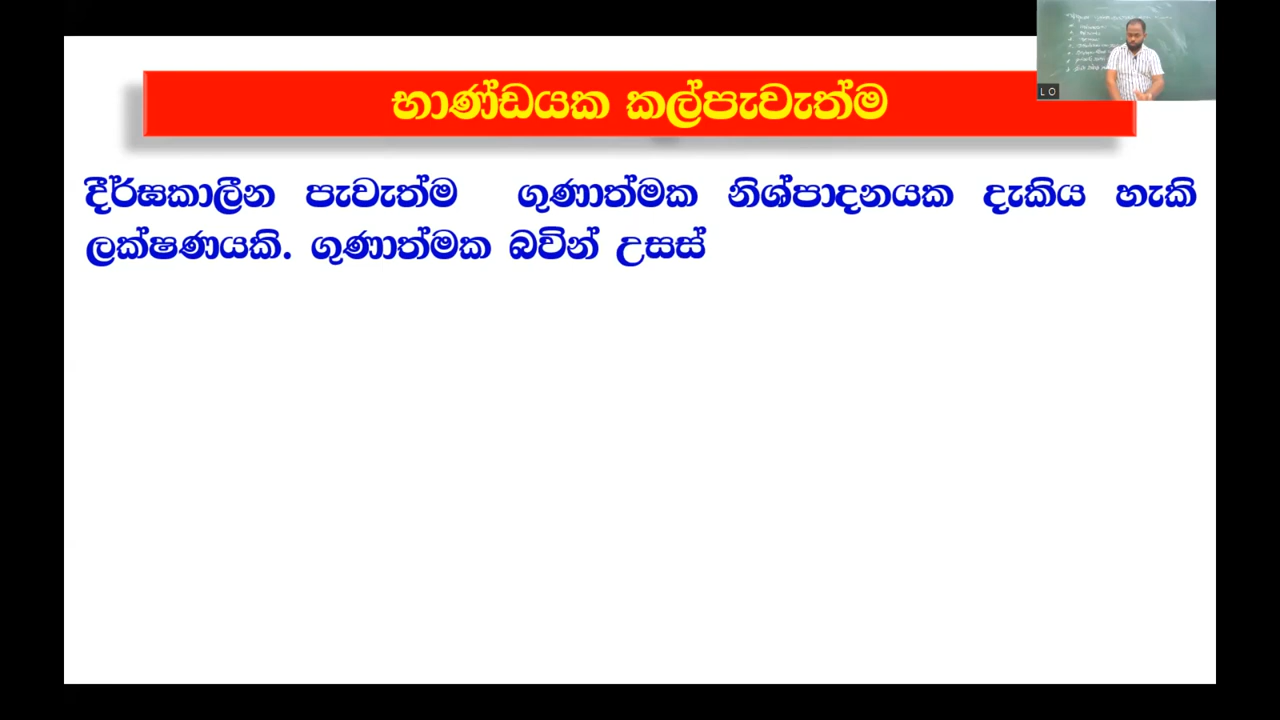 භාණ්ඩයක කල්පැවැත්ම
L O
දීර්ඝකාලීන පැවැත්ම ගුණාත්මක නිශ්පාදනයක දැකිය හැකි
ලක්ෂණයකි. ගුණාත්මක බවින් උසස්